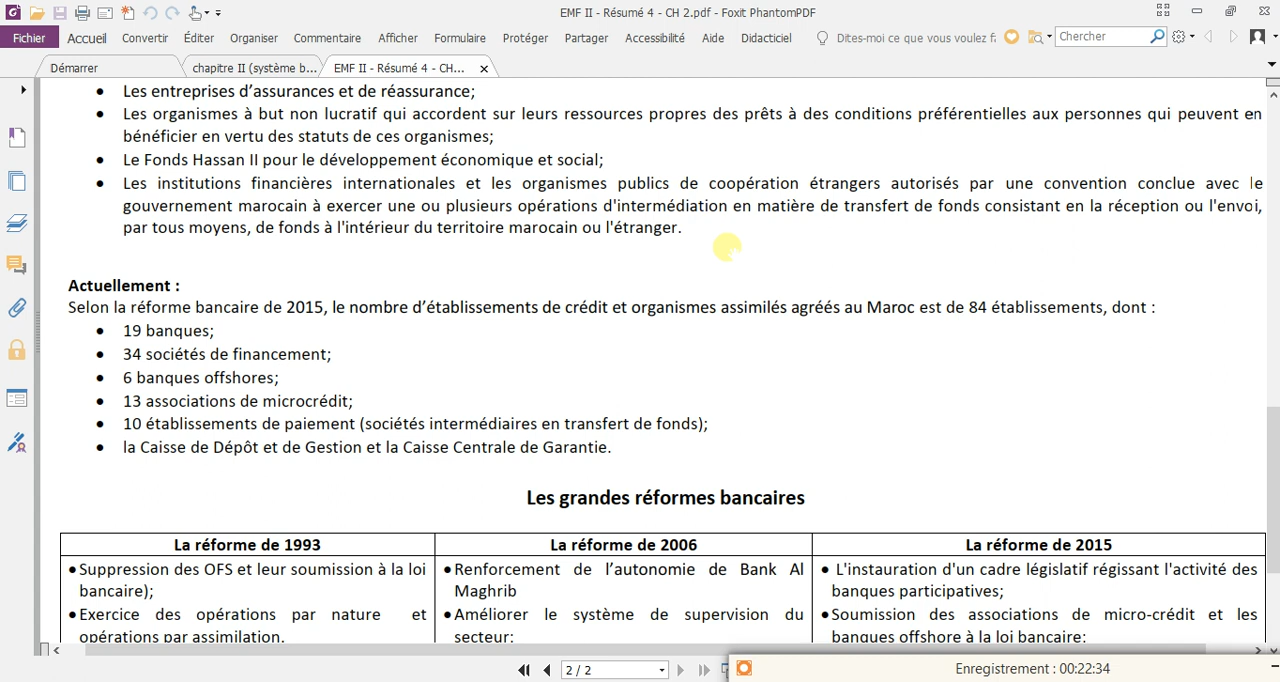 EMF II - Résumé 4 - CH 2.pdf - Foxit PhantomPDF
Fichier Accueil Convertir Éditer Organiser Commentaire Afficher Formulaire Protéger Partager Accessibilité Aide Didacticiel Dites-moi ce que vous voulez f Chercher
Démarrer chapitre II (système b... EMF II - Résumé 4 - CH...
• Les entreprises d’assurances et de réassurance;
• Les organismes à but non lucratif qui accordent sur leurs ressources propres des prêts à des conditions préférentielles aux personnes qui peuvent en
bénéficier en vertu des statuts de ces organismes;
• Le Fonds Hassan II pour le développement économique et social;
• Les institutions financières internationales et les organismes publics de coopération étrangers autorisés par une convention conclue avec le
gouvernement marocain à exercer une ou plusieurs opérations d'intermédiation en matière de transfert de fonds consistant en la réception ou l'envoi,
par tous moyens, de fonds à l'intérieur du territoire marocain ou l'étranger.
Actuellement :
Selon la réforme bancaire de 2015, le nombre d’établissements de crédit et organismes assimilés agréés au Maroc est de 84 établissements, dont :
• 19 banques;
• 34 sociétés de financement;
• 6 banques offshores;
• 13 associations de microcrédit;
• 10 établissements de paiement (sociétés intermédiaires en transfert de fonds);
• la Caisse de Dépôt et de Gestion et la Caisse Centrale de Garantie.
Les grandes réformes bancaires
La réforme de 1993
• Suppression des OFS et leur soumission à la loi
bancaire);
• Exercice des opérations par nature et
opérations par assimilation.
La réforme de 2006
• Renforcement de l’autonomie de Bank Al
Maghrib
• Améliorer le système de supervision du
secteur;
La réforme de 2015
• L'instauration d'un cadre législatif régissant l'activité des
banques participatives;
• Soumission des associations de micro-crédit et les
banques offshore à la loi bancaire;
2 / 2
Enregistrement : 00:22:34